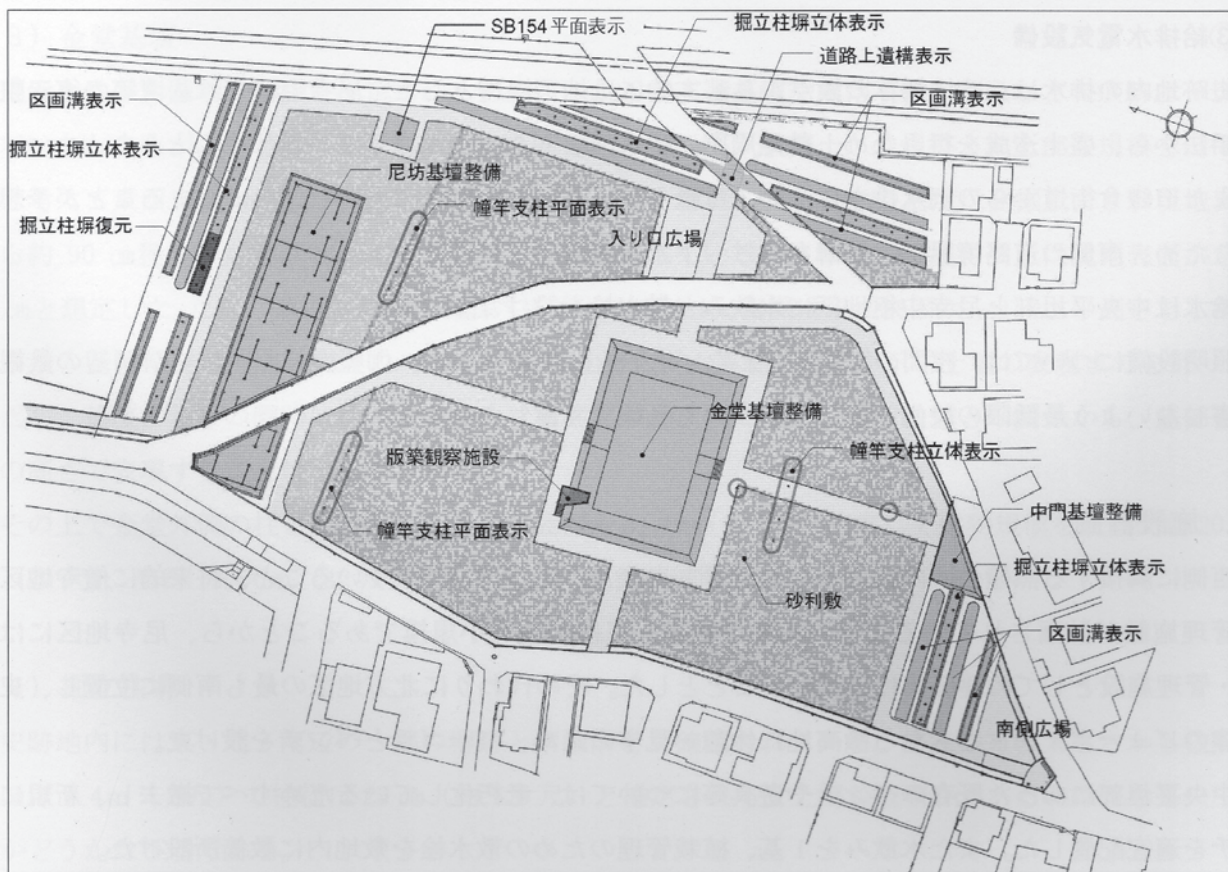 SB154平面表示
掘立柱塀立体表示
道路上遺構表示
区画溝表示
区画溝表示
掘立柱塀立体表示
尼坊基壇整備
幢竿支柱平面表示
掘立柱塀復元
入り口広場
金堂基壇整備
版築観察施設
幢竿支柱立体表示
幢竿支柱平面表示
中門基壇整備
掘立柱塀立体表示
砂利敷
区画溝表示
南側広場